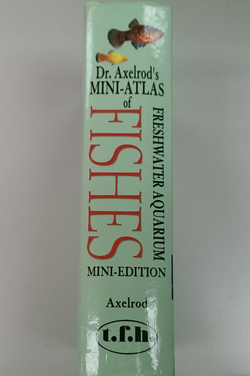 Dr. Axelrod's
MINI-ATLAS
of
FRESHWATER AQUARIUM
FISHES
MINI-EDITION
Axelrod
t.f.h.